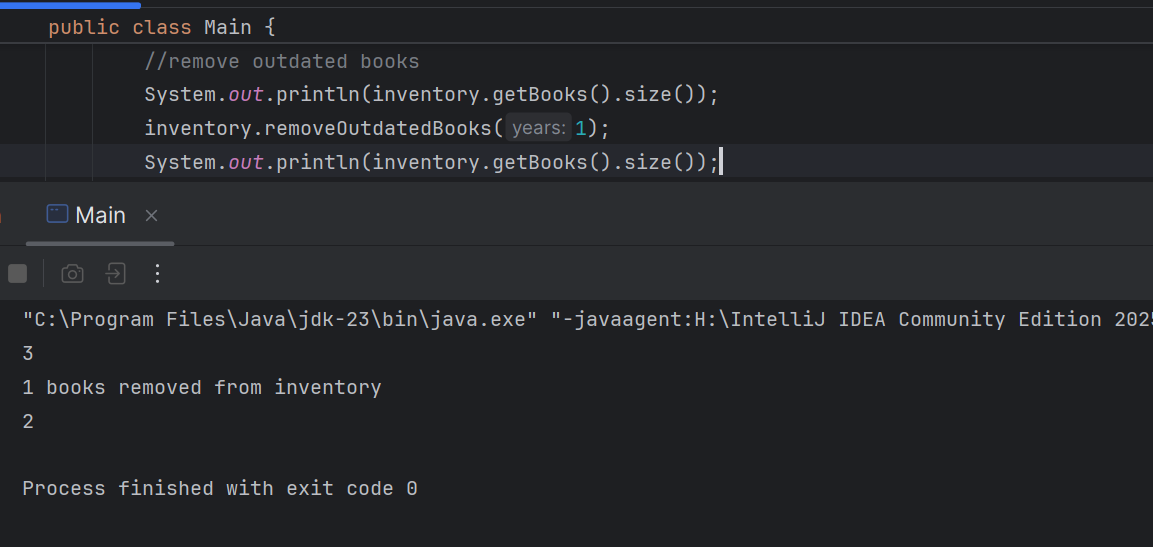 public class Main {
//remove outdated books
System.out.println(inventory.getBooks().size());
inventory.removeOutdatedBooks( years: 1);
System.out.println(inventory.getBooks().size());
Main
"C:\Program Files\Java\jdk-23\bin\java.exe" "-javaagent:H:\IntelliJ IDEA Community Edition 2025
3
1 books removed from inventory
2
Process finished with exit code 0